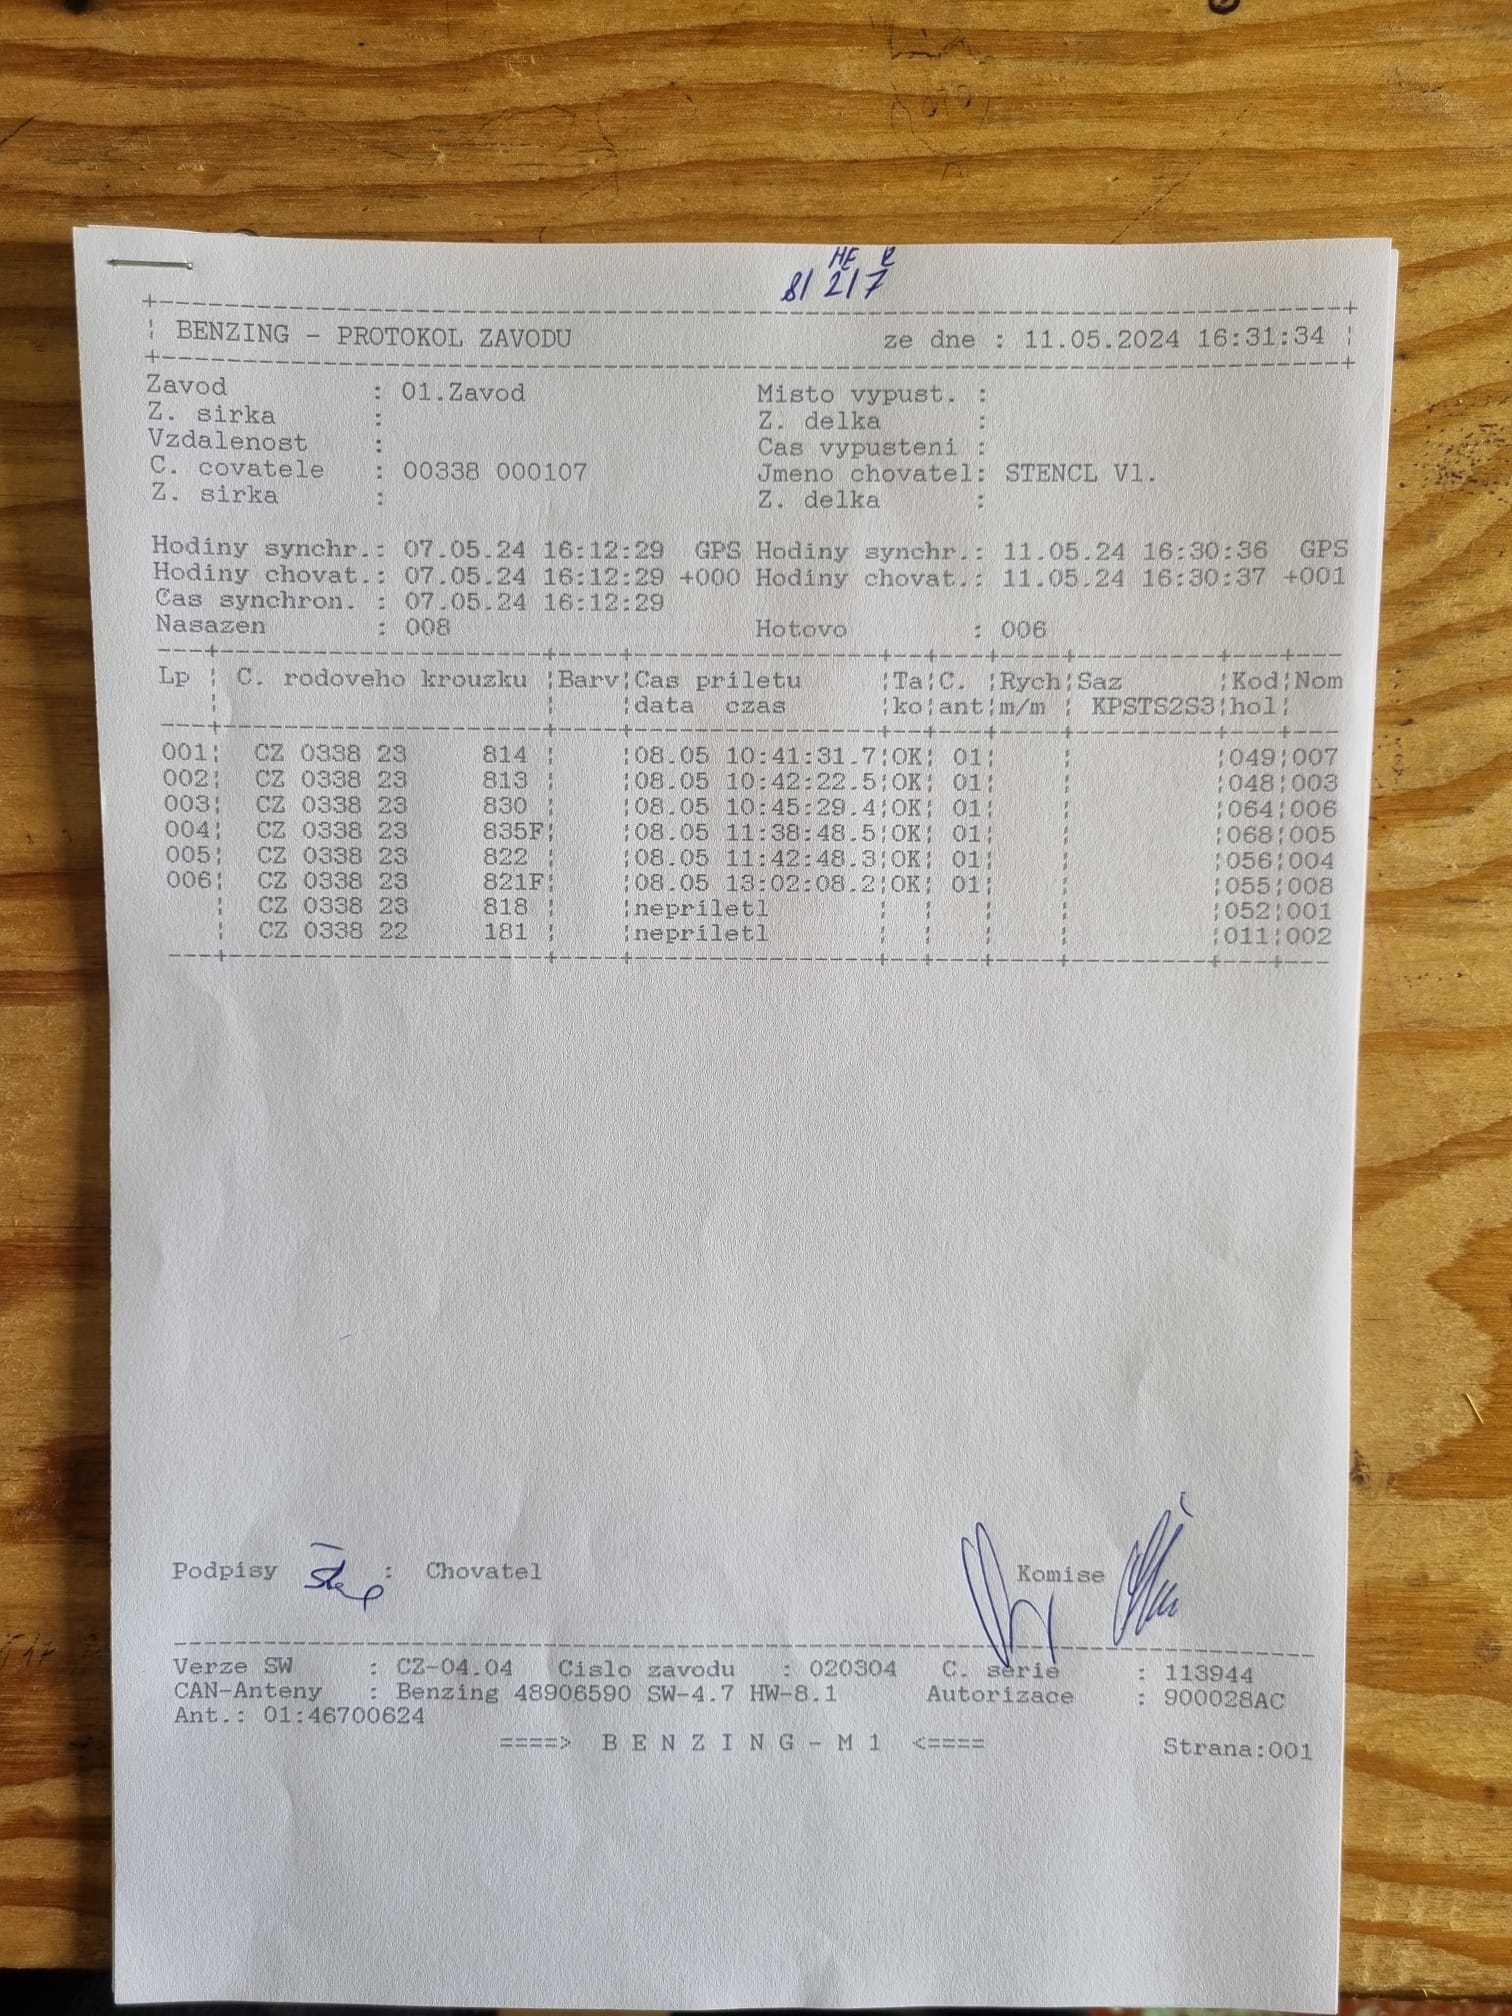 HE R
8/ 2/7
BENZING - PROTOKOL ZAVODU ze dne : 11.05.2024 16:31:34
Zavod : 01.Zavod Misto vypust. :
Z. sirka : Z. delka :
Vzdalenost : Cas vypusteni :
C. covatele : 00338 000107 Jmeno chovatel: STENCL Vl.
Z. sirka : Z. delka :
Hodiny synchr.: 07.05.24 16:12:29 GPS Hodiny synchr.: 11.05.24 16:30:36 GPS
Hodiny chovat.: 07.05.24 16:12:29 +000 Hodiny chovat.: 11.05.24 16:30:37 +001
Cas synchron. : 07.05.24 16:12:29
Nasazen : 008 Hotovo : 006
Lp ¦ C. rodoveho krouzku ¦Barv¦Cas priletu ¦Ta¦C. ¦Rych¦Saz ¦Kod¦Nom
¦ ¦ ¦data czas ¦ko¦ant¦m/m ¦ KPSTS2S3¦hol¦
001¦ CZ 0338 23 814 ¦ ¦08.05 10:41:31.7¦OK¦ 01¦ ¦ ¦049¦007
002¦ CZ 0338 23 813 ¦ ¦08.05 10:42:22.5¦OK¦ 01¦ ¦ ¦048¦003
003¦ CZ 0338 23 830 ¦ ¦08.05 10:45:29.4¦OK¦ 01¦ ¦ ¦064¦006
004¦ CZ 0338 23 835F¦ ¦08.05 11:38:48.5¦OK¦ 01¦ ¦ ¦068¦005
005¦ CZ 0338 23 822 ¦ ¦08.05 11:42:48.3¦OK¦ 01¦ ¦ ¦056¦004
006¦ CZ 0338 23 821F¦ ¦08.05 13:02:08.2¦OK¦ 01¦ ¦ ¦055¦008
¦ CZ 0338 23 818 ¦ ¦nepriletl ¦ ¦ ¦ ¦ ¦052¦001
¦ CZ 0338 22 181 ¦ ¦nepriletl ¦ ¦ ¦ ¦ ¦011¦002
Podpisy : Chovatel Komise
Verze SW : CZ-04.04 Cislo zavodu : 020304 C. serie : 113944
CAN-Anteny : Benzing 48906590 SW-4.7 HW-8.1 Autorizace : 900028AC
Ant.: 01:46700624
====> B E N Z I N G - M 1 <==== Strana:001